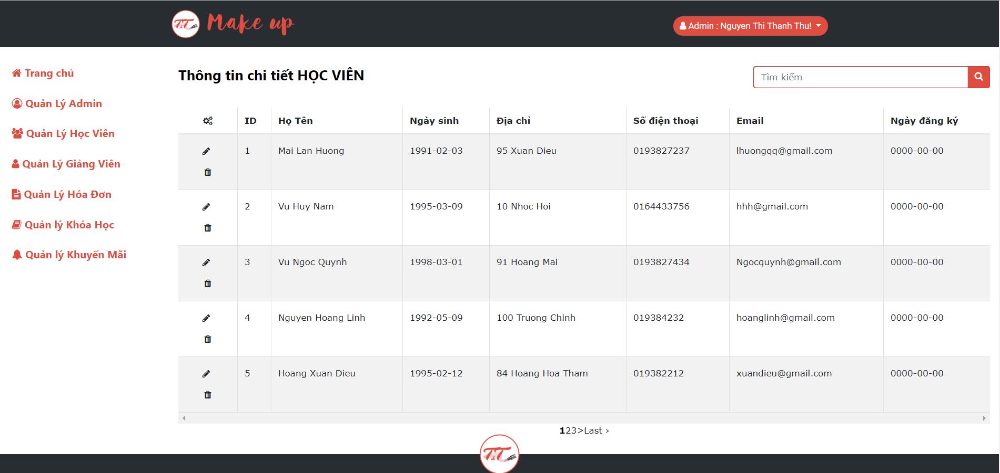 T&T Make up
Admin : Nguyen Thi Thanh Thu!
Trang chủ
Quản Lý Admin
Quản Lý Học Viên
Quản Lý Giảng Viên
Quản Lý Hóa Đơn
Quản lý Khóa Học
Quản lý Khuyến Mãi
Thông tin chi tiết HỌC VIÊN
Tìm kiếm
ID Họ Tên Ngày sinh Địa chỉ Số điện thoại Email Ngày đăng ký
1 Mai Lan Huong 1991-02-03 95 Xuan Dieu 0193827237 lhuongqq@gmail.com 0000-00-00
2 Vu Huy Nam 1995-03-09 10 Nhoc Hoi 0164433756 hhh@gmail.com 0000-00-00
3 Vu Ngoc Quynh 1998-03-01 91 Hoang Mai 0193827434 Ngocquynh@gmail.com 0000-00-00
4 Nguyen Hoang Linh 1992-05-09 100 Truong Chinh 019384232 hoanglinh@gmail.com 0000-00-00
5 Hoang Xuan Dieu 1995-02-12 84 Hoang Hoa Tham 019382212 xuandieu@gmail.com 0000-00-00
123>Last ›
T&T